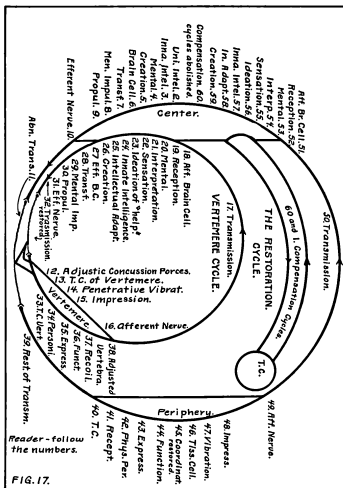 Aff. Br. Cell. 51.
Reception. 52.
Mental. 53.
Interp. 54.
Sensation. 55.
Ideation. 56.
Inna. Intel. 57.
In. Adapt. 58.
Creation. 59.
Compensation. 60.
cycles abolished.
Uni. Intel. 2.
Inna. Intel. 3.
Mental. 4.
Creation. 5.
Brain Cell. 6.
Transf. 7.
Men. Impul. 8.
Propul. 9.
Efferent Nerve. 10.
Abn. Trans. 11.
Center.
50. Transmission.
THE RESTORATION
CYCLE.
60 and 1. Compensation Cycles.
T.C.
VERTEMERE CYCLE.
17. Transmission.
18. Aff. Brain Cell.
19. Reception.
20. Mental.
21. Interpretation.
22. Sensation.
23. Ideation of "help"
24. Innate Intelligence.
25. Intellectual Adapt.
26. Creation.
27. Eff. B.C.
28. Transf.
29. Mental Imp.
30. Propul.
31. Eff. Nerve.
32. Transmission
restored.
12. Adjustic Concussion Forces.
13. T.C. of Vertemere.
14. Penetrative Vibrat.
15. Impression.
16. Afferent Nerve.
Vertemere.
33. T.C. Vert
34. Personi.
35. Express
36. Funct.
37. Recoil.
38. Adjusted
Vertebra.
39. Rest. of Transm.
Periphery.
40. T.C.
41. Recept.
42. Phys. Per.
43. Express.
44. Function.
45. Coordinat.
restored.
46. Tiss. Cell.
47. Vibration.
48. Impress.
49. Aff. Nerve.
Reader-follow
the numbers.
FIG. 17.